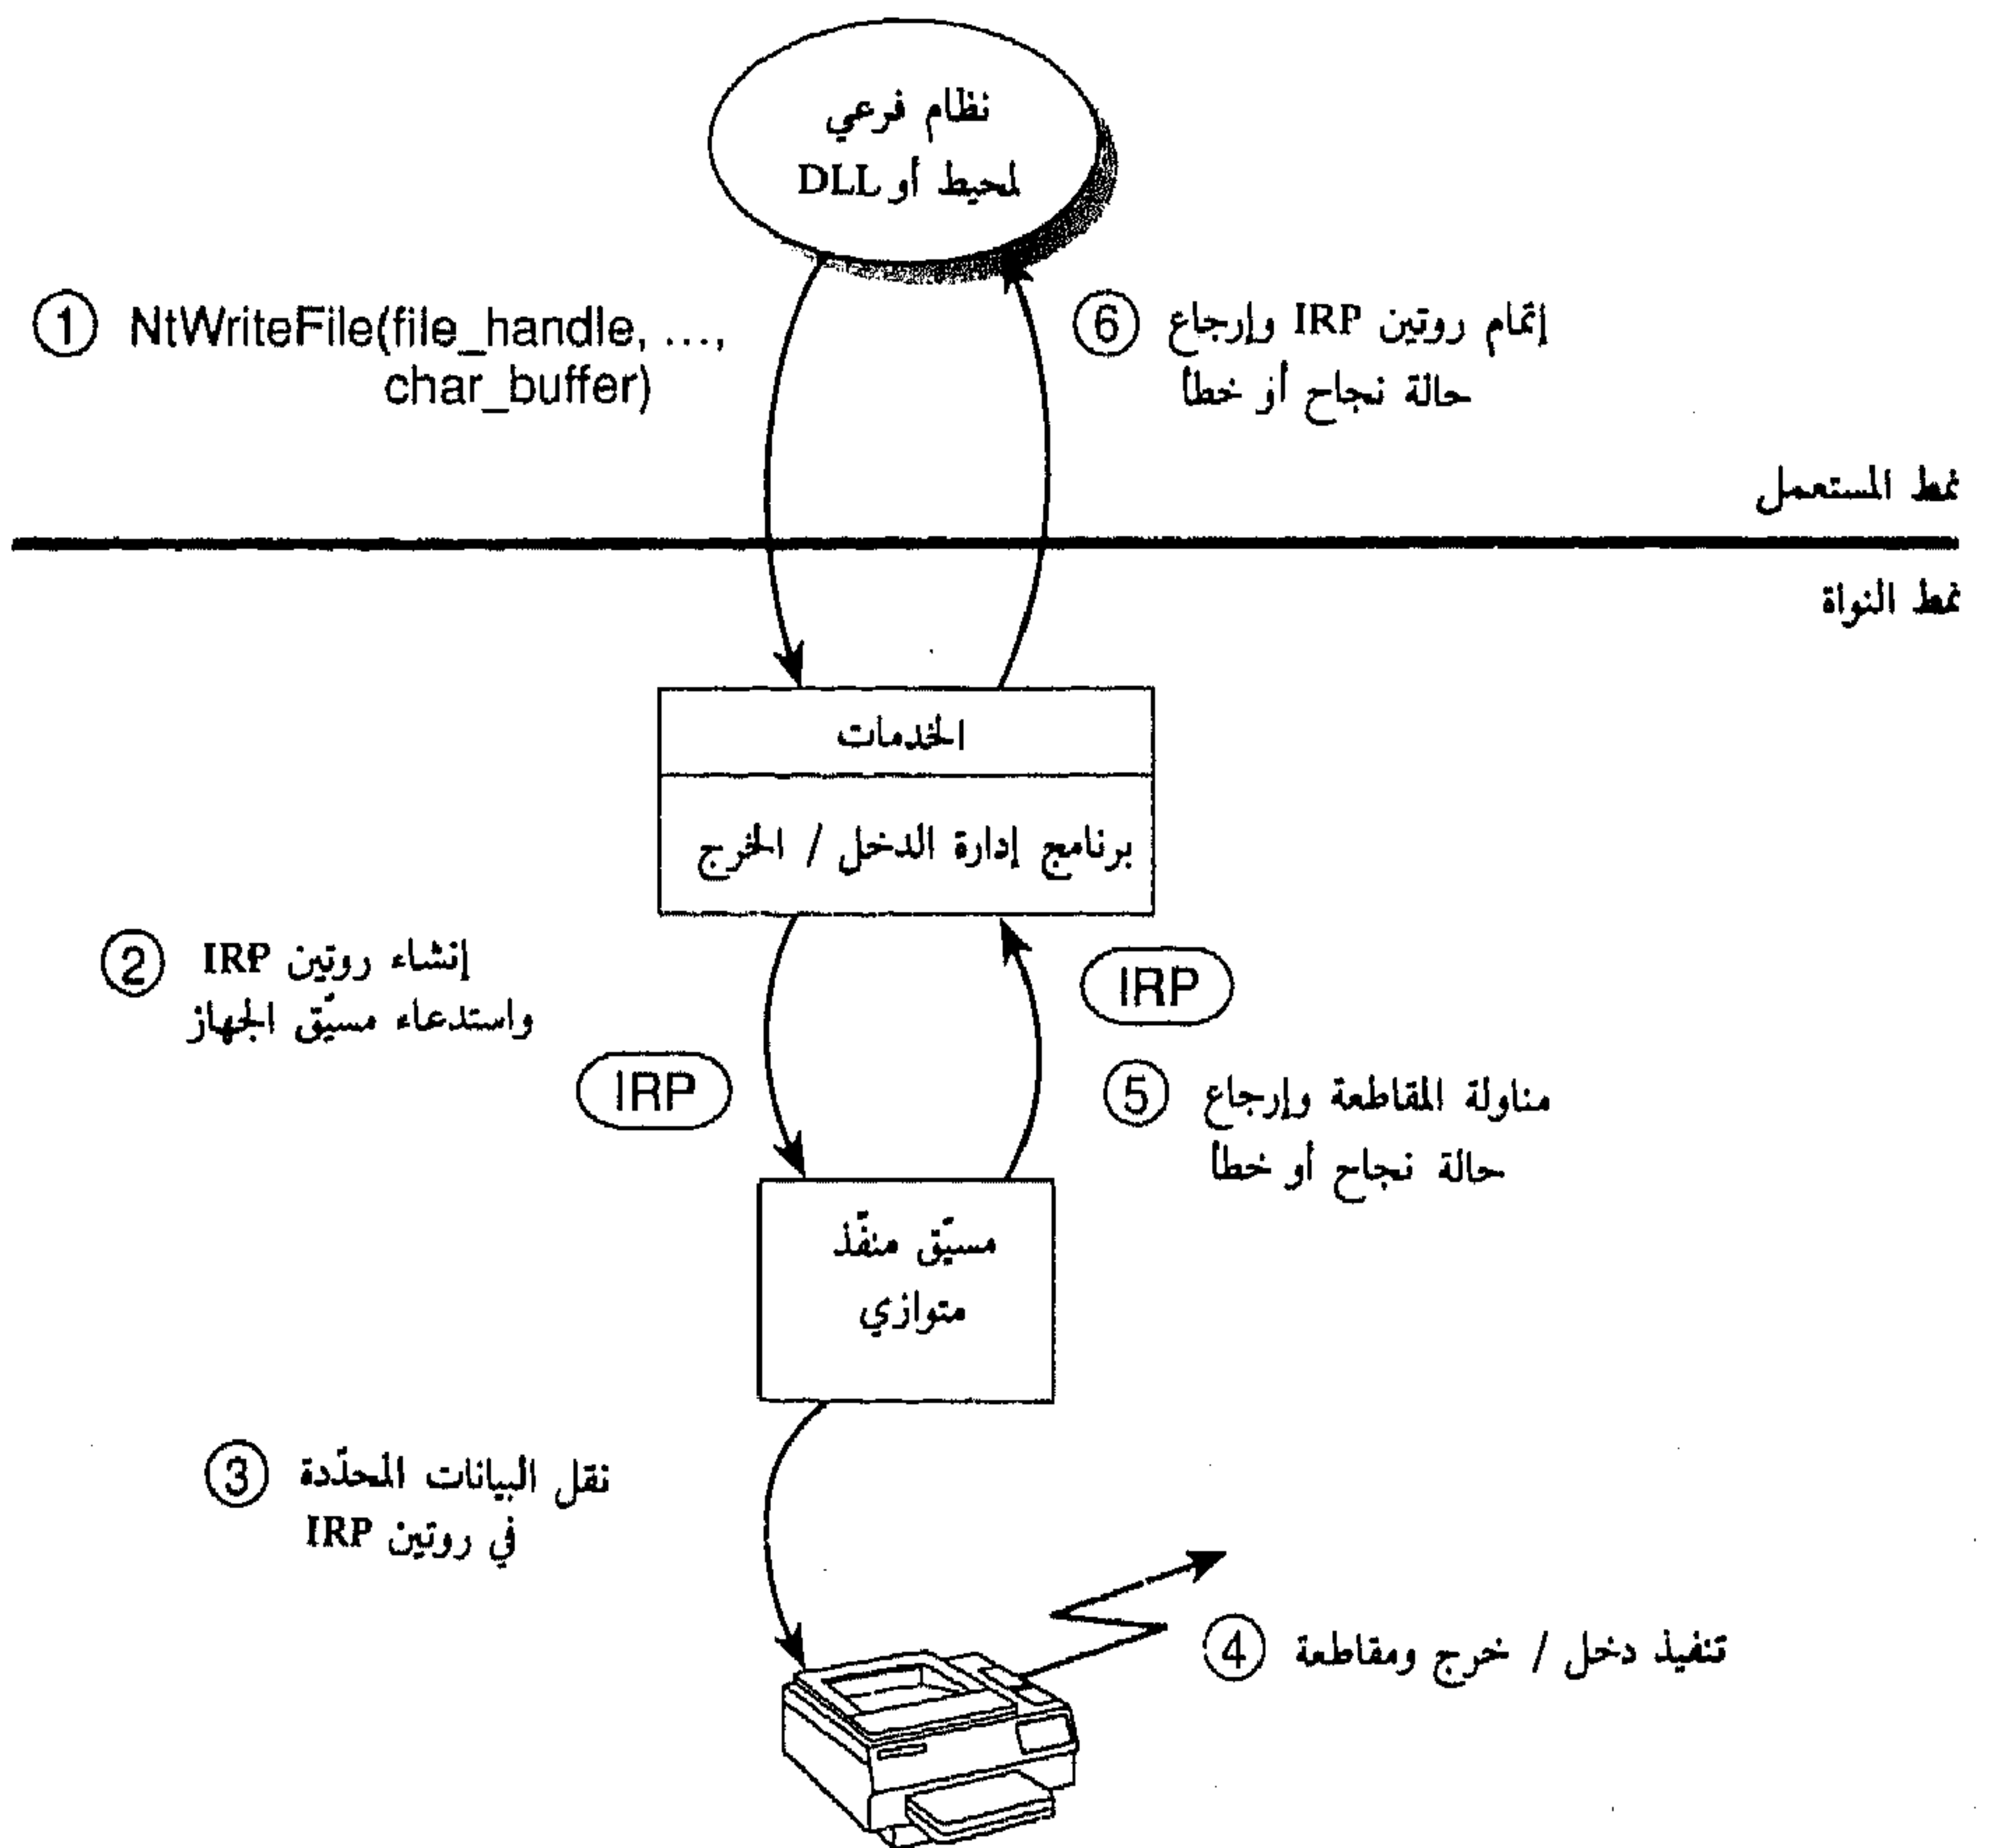 نظام فرعي
لمحيط أو DLL
① NtWriteFile(file_handle, ...,
char_buffer)
⑥ إتمام روتين IRP وإرجاع
حالة نجاح أو خطأ
نمط المستعمل
نمط النواة
الخدمات
برنامج إدارة الدخل / الخرج
② إنشاء روتين IRP
واستدعاء مسيّق الجهاز
IRP
IRP
⑤ مناولة المقاطعة وإرجاع
حالة نجاح أو خطأ
مسيّق منفّذ
متوازي
③ نقل البيانات المحدّدة
في روتين IRP
④ تنفيذ دخل / خرج ومقاطعة